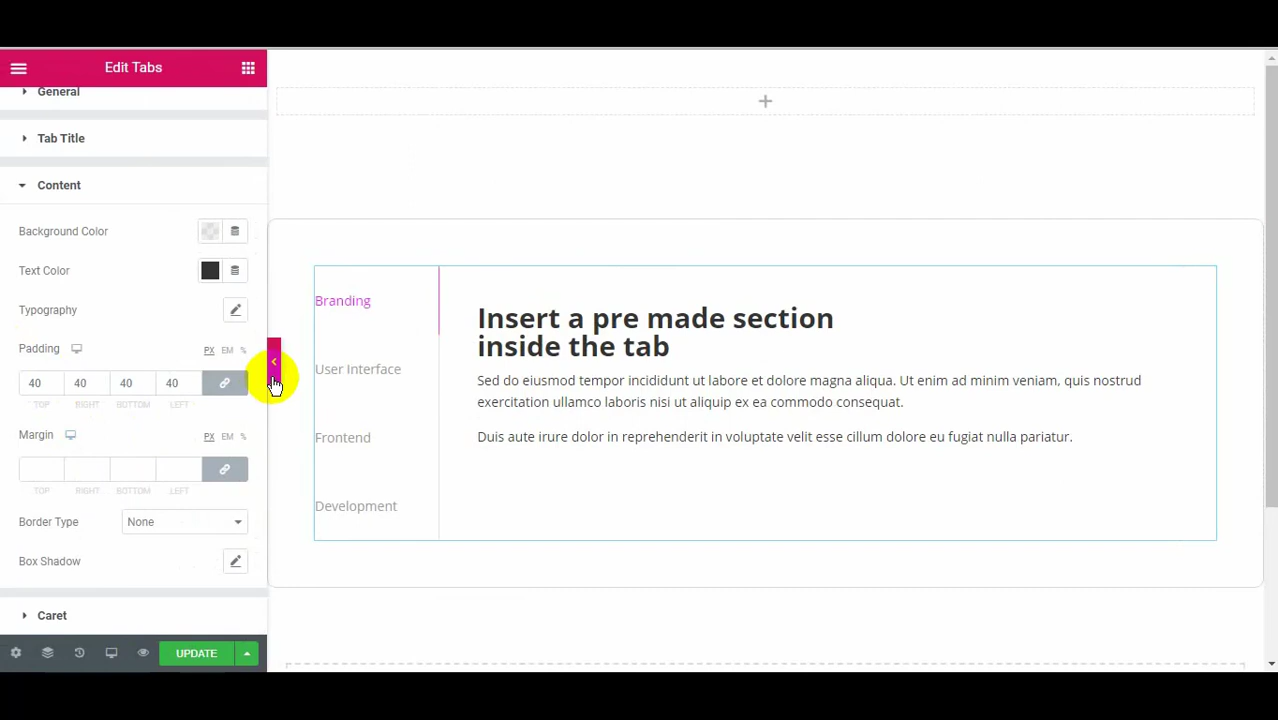 Edit Tabs
General
Tab Title
Content
Background Color
Text Color
Typography
Padding PX EM %
40 40 40 40
TOP RIGHT BOTTOM LEFT
Margin PX EM %
TOP RIGHT BOTTOM LEFT
Border Type None
Box Shadow
Caret
UPDATE
Branding
User Interface
Frontend
Development
Insert a pre made section
inside the tab
Sed do eiusmod tempor incididunt ut labore et dolore magna aliqua. Ut enim ad minim veniam, quis nostrud
exercitation ullamco laboris nisi ut aliquip ex ea commodo consequat.
Duis aute irure dolor in reprehenderit in voluptate velit esse cillum dolore eu fugiat nulla pariatur.